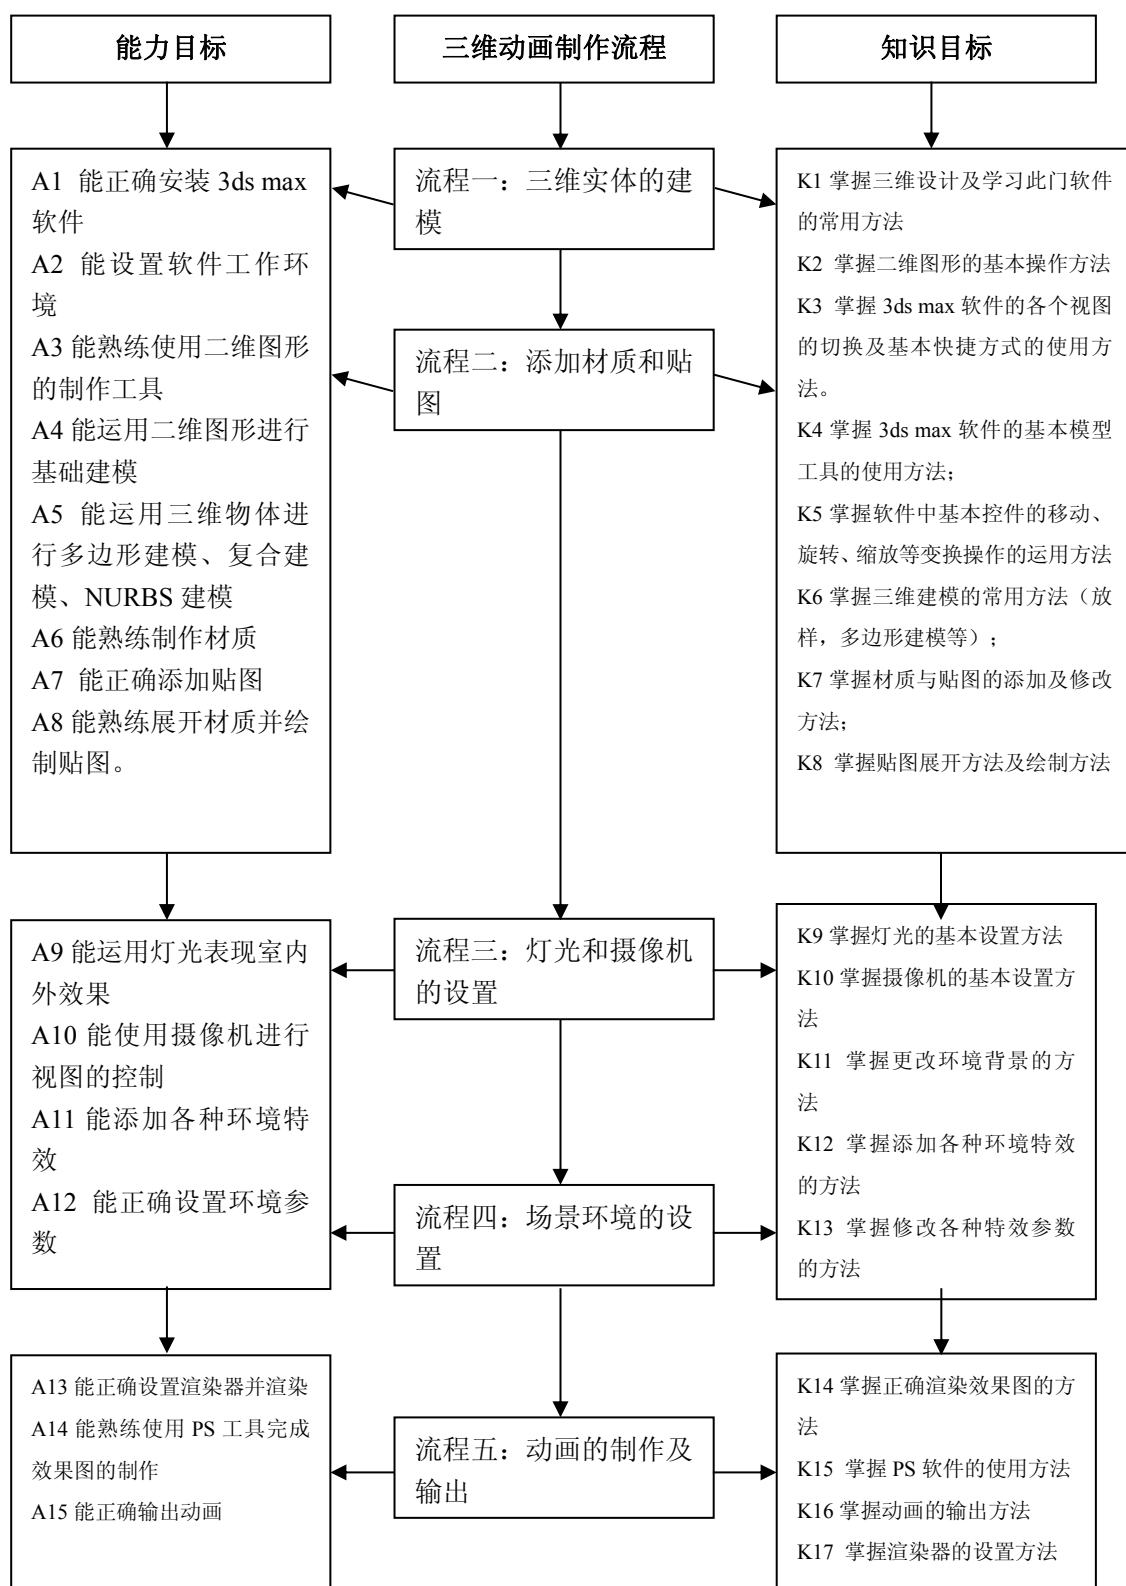 能力目标
三维动画制作流程
知识目标
A1 能正确安装 3ds max
软件
A2 能设置软件工作环
境
A3 能熟练使用二维图形
的制作工具
A4 能运用二维图形进行
基础建模
A5 能运用三维物体进
行多边形建模、复合建
模、NURBS 建模
A6 能熟练制作材质
A7 能正确添加贴图
A8 能熟练展开材质并绘
制贴图。
流程一：三维实体的建
模
流程二：添加材质和贴
图
K1 掌握三维设计及学习此门软件
的常用方法
K2 掌握二维图形的基本操作方法
K3 掌握 3ds max 软件的各个视图
的切换及基本快捷方式的使用方
法。
K4 掌握 3ds max 软件的基本模型
工具的使用方法；
K5 掌握软件中基本控件的移动、
旋转、缩放等变换操作的运用方法
K6 掌握三维建模的常用方法（放
样，多边形建模等）；
K7 掌握材质与贴图的添加及修改
方法；
K8 掌握贴图展开方法及绘制方法
A9 能运用灯光表现室内
外效果
A10 能使用摄像机进行
视图的控制
A11 能添加各种环境特
效
A12 能正确设置环境参
数
流程三：灯光和摄像机
的设置
流程四：场景环境的设
置
K9 掌握灯光的基本设置方法
K10 掌握摄像机的基本设置方
法
K11 掌握更改环境背景的方
法
K12 掌握添加各种环境特效
的方法
K13 掌握修改各种特效参数
的方法
A13 能正确设置渲染器并渲染
A14 能熟练使用 PS 工具完成
效果图的制作
A15 能正确输出动画
流程五：动画的制作及
输出
K14 掌握正确渲染效果图的方
法
K15 掌握 PS 软件的使用方法
K16 掌握动画的输出方法
K17 掌握渲染器的设置方法